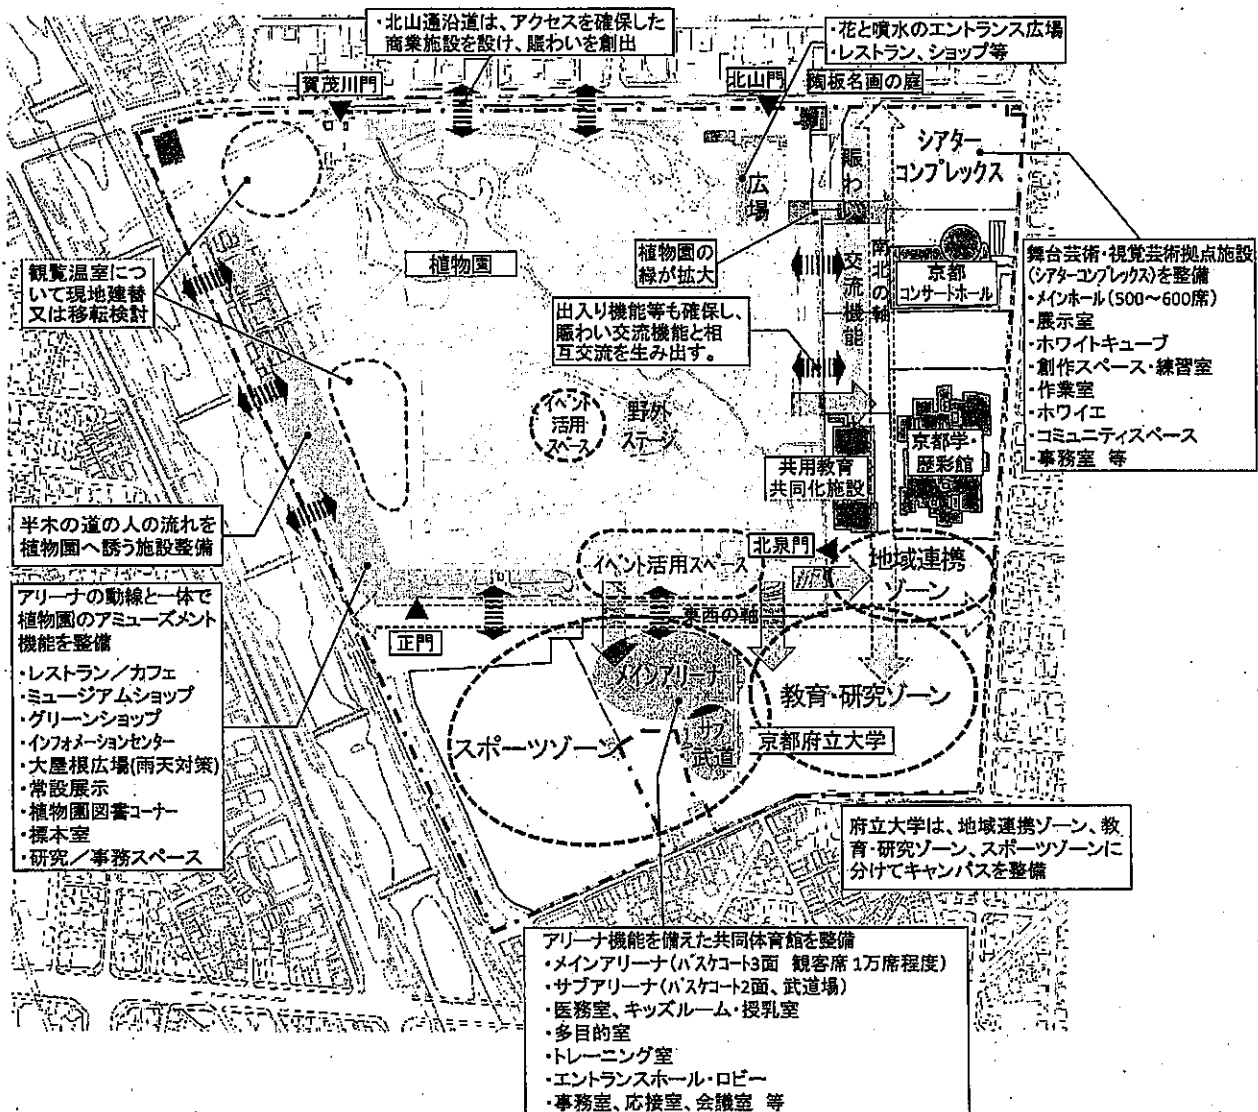 ・北山通沿道は、アクセスを確保した
商業施設を設け、賑わいを創出
・花と噴水のエントランス広場
・レストラン、ショップ等
賀茂川門
北山門
陶板名画の庭
シアター
コンプレックス
広場
賑わい・交流機能
南北の軸
植物園の
緑が拡大
植物園
京都
コンサートホール
観覧温室につ
いて現地建替
又は移転検討
出入り機能等も確保し、
賑わい交流機能と相
互交流を生み出す。
舞台芸術・視覚芸術拠点施設
(シアターコンプレックス)を整備
・メインホール(500～600席)
・展示室
・ホワイトキューブ
・創作スペース・練習室
・作業室
・ホワイエ
・コミュニティスペース
・事務室 等
イベント
活用
スペース
野外
ステージ
京都学・
歴彩館
共用教育
共同化施設
半木の道の人の流れを
植物園へ誘う施設整備
北泉門
イベント活用スペース
地域連携
ゾーン
東西の軸
正門
アリーナの動線と一体で
植物園のアミューズメント
機能を整備
・レストラン/カフェ
・ミュージアムショップ
・グリーンショップ
・インフォメーションセンター
・大屋根広場(雨天対策)
・常設展示
・植物園図書コーナー
・標本室
・研究/事務スペース
メインアリーナ
教育・研究ゾーン
スポーツゾーン
サブ
武道
京都府立大学
府立大学は、地域連携ゾーン、教
育・研究ゾーン、スポーツゾーンに
分けてキャンパスを整備
アリーナ機能を備えた共同体育館を整備
・メインアリーナ(バスケコート3面 観客席1万席程度)
・サブアリーナ(バスケコート2面、武道場)
・医務室、キッズルーム・授乳室
・多目的室
・トレーニング室
・エントランスホール・ロビー
・事務室、応接室、会議室 等